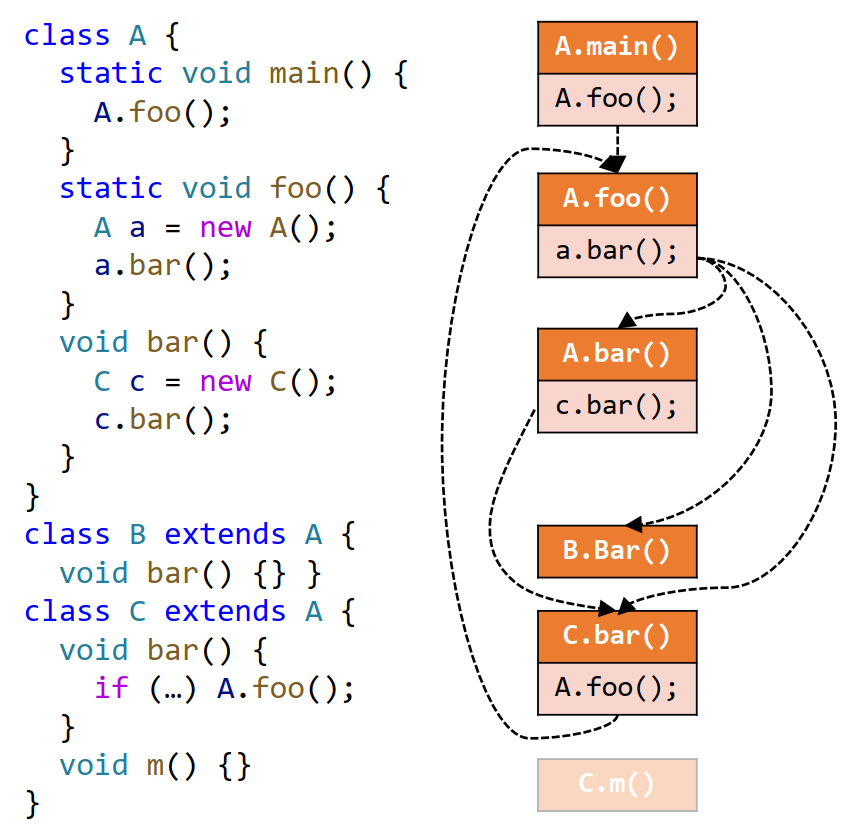 class A {
  static void main() {
    A.foo();
  }
  static void foo() {
    A a = new A();
    a.bar();
  }
  void bar() {
    C c = new C();
    c.bar();
  }
}
class B extends A {
  void bar() {} }
class C extends A {
  void bar() {
    if (…) A.foo();
  }
  void m() {}
}
A.main()
A.foo();
A.foo()
a.bar();
A.bar()
c.bar();
B.Bar()
C.bar()
A.foo();
C.m()